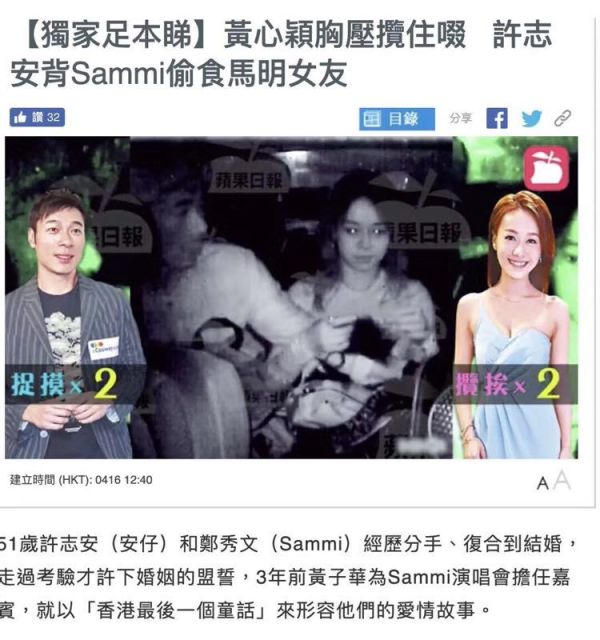 【獨家足本睇】黃心穎胸壓攬住啜 許志
安背Sammi偷食馬明女友
讚 32
目錄
分享
蘋果日報
日報
果日報
捉摸x2
攬挨x2
建立時間 (HKT): 0416 12:40
A A
51歲許志安（安仔）和鄭秀文（Sammi）經歷分手、復合到結婚，
走過考驗才許下婚姻的盟誓，3年前黃子華為Sammi演唱會擔任嘉
賓，就以「香港最後一個童話」來形容他們的愛情故事。